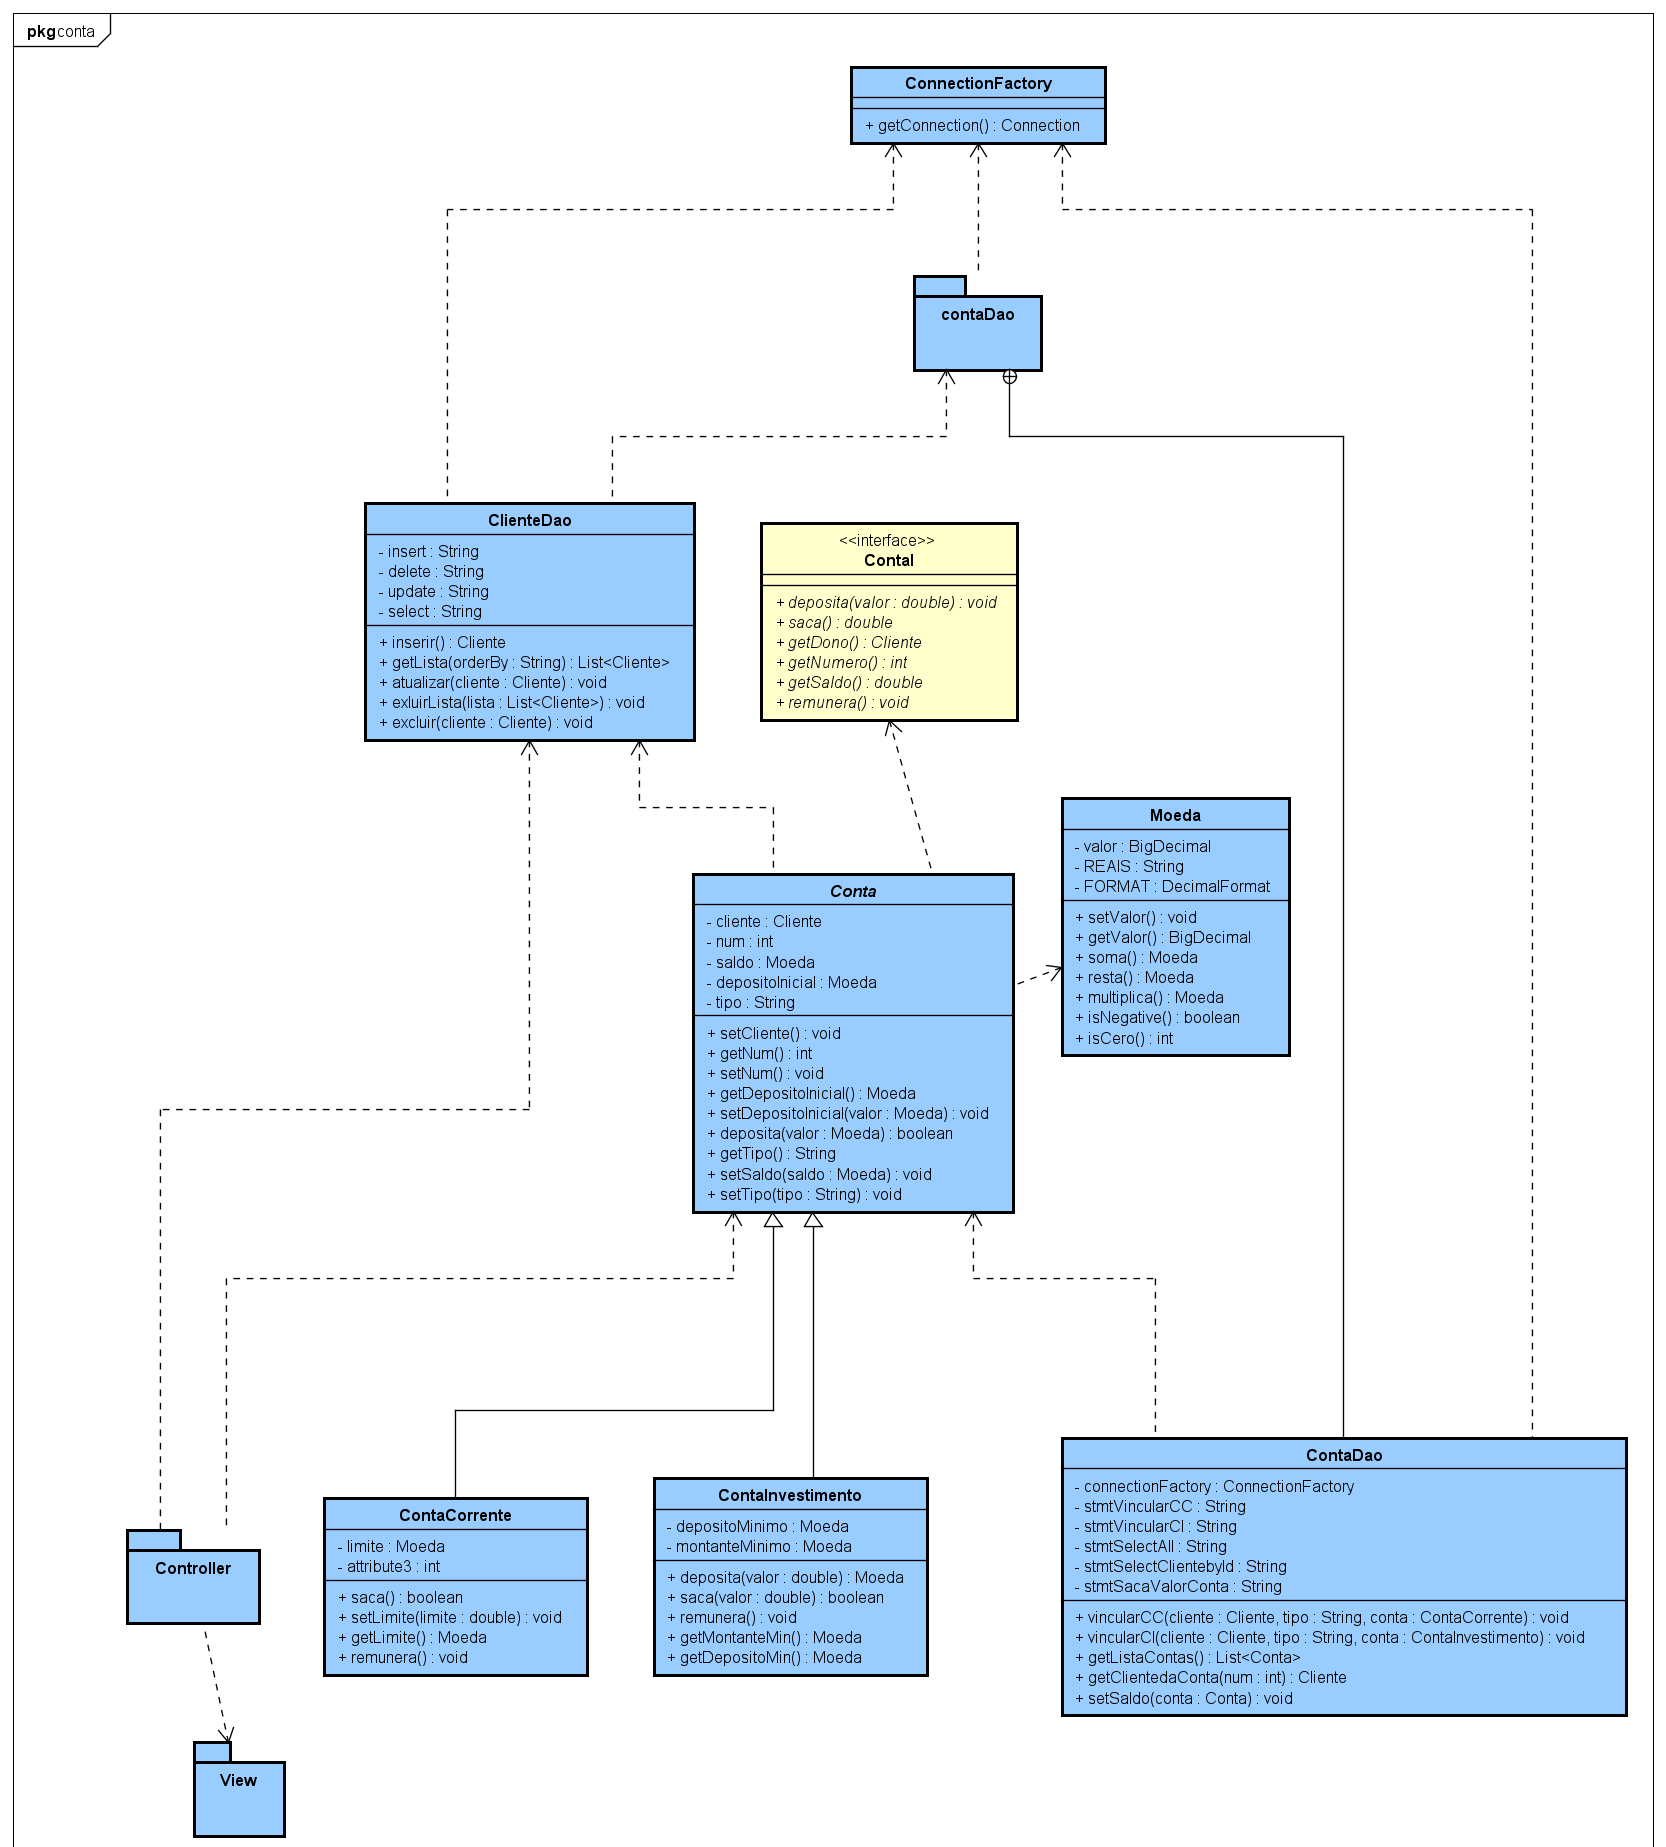 pkg conta
ConnectionFactory
+ getConnection() : Connection
contaDao
ClienteDao
- insert : String
- delete : String
- update : String
- select : String
+ inserir() : Cliente
+ getLista(orderBy : String) : List<Cliente>
+ atualizar(cliente : Cliente) : void
+ exluirLista(lista : List<Cliente>) : void
+ excluir(cliente : Cliente) : void
<<interface>>
ContaI
+ deposita(valor : double) : void
+ saca() : double
+ getDono() : Cliente
+ getNumero() : int
+ getSaldo() : double
+ remunera() : void
Moeda
- valor : BigDecimal
- REAIS : String
- FORMAT : DecimalFormat
+ setValor() : void
+ getValor() : BigDecimal
+ soma() : Moeda
+ resta() : Moeda
+ multiplica() : Moeda
+ isNegative() : boolean
+ isCero() : int
Conta
- cliente : Cliente
- num : int
- saldo : Moeda
- depositoInicial : Moeda
- tipo : String
+ setCliente() : void
+ getNum() : int
+ setNum() : void
+ getDepositoInicial() : Moeda
+ setDepositoInicial(valor : Moeda) : void
+ deposita(valor : Moeda) : boolean
+ getTipo() : String
+ setSaldo(saldo : Moeda) : void
+ setTipo(tipo : String) : void
ContaCorrente
- limite : Moeda
- attribute3 : int
+ saca() : boolean
+ setLimite(limite : double) : void
+ getLimite() : Moeda
+ remunera() : void
ContaInvestimento
- depositoMinimo : Moeda
- montanteMinimo : Moeda
+ deposita(valor : double) : Moeda
+ saca(valor : double) : boolean
+ remunera() : void
+ getMontanteMin() : Moeda
+ getDepositoMin() : Moeda
ContaDao
- connectionFactory : ConnectionFactory
- stmtVincularCC : String
- stmtVincularCI : String
- stmtSelectAll : String
- stmtSelectClientebyId : String
- stmtSacaValorConta : String
+ vincularCC(cliente : Cliente, tipo : String, conta : ContaCorrente) : void
+ vincularCI(cliente : Cliente, tipo : String, conta : ContaInvestimento) : void
+ getListaContas() : List<Conta>
+ getClientedaConta(num : int) : Cliente
+ setSaldo(conta : Conta) : void
Controller
View